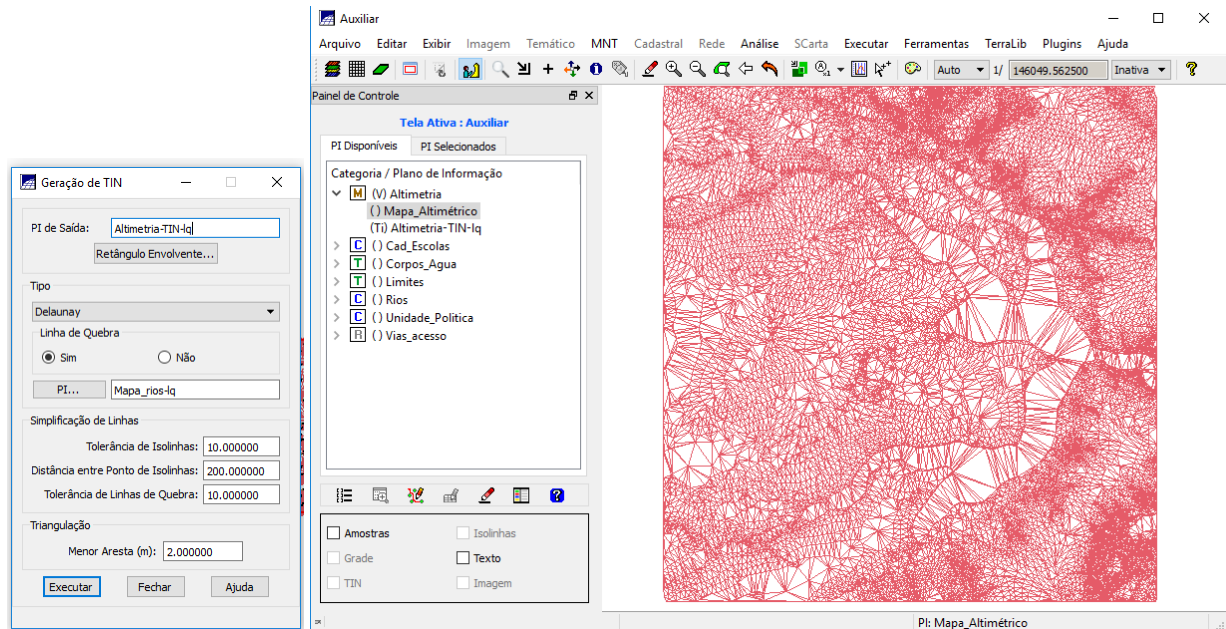 Geração de TIN
PI de Saída: Altimetria-TIN-lq
Retângulo Envolvente...
Tipo
Delaunay
Linha de Quebra
Sim Não
PI... Mapa_rios-lq
Simplificação de Linhas
Tolerância de Isolinhas: 10.000000
Distância entre Ponto de Isolinhas: 200.000000
Tolerância de Linhas de Quebra: 10.000000
Triangulação
Menor Aresta (m): 2.000000
Executar Fechar Ajuda
Auxiliar
Arquivo Editar Exibir Imagem Temático MNT Cadastral Rede Análise SCarta Executar Ferramentas TerraLib Plugins Ajuda
Auto 1/ 146049.562500 Inativa
Painel de Controle
Tela Ativa : Auxiliar
PI Disponíveis PI Selecionados
Categoria / Plano de Informação
M (V) Altimetria
() Mapa_Altimétrico
(Ti) Altimetria-TIN-lq
C () Cad_Escolas
T () Corpos_Agua
T () Limites
C () Rios
C () Unidade_Politica
R () Vias_acesso
Amostras Isolinhas
Grade Texto
TIN Imagem
PI: Mapa_Altimétrico